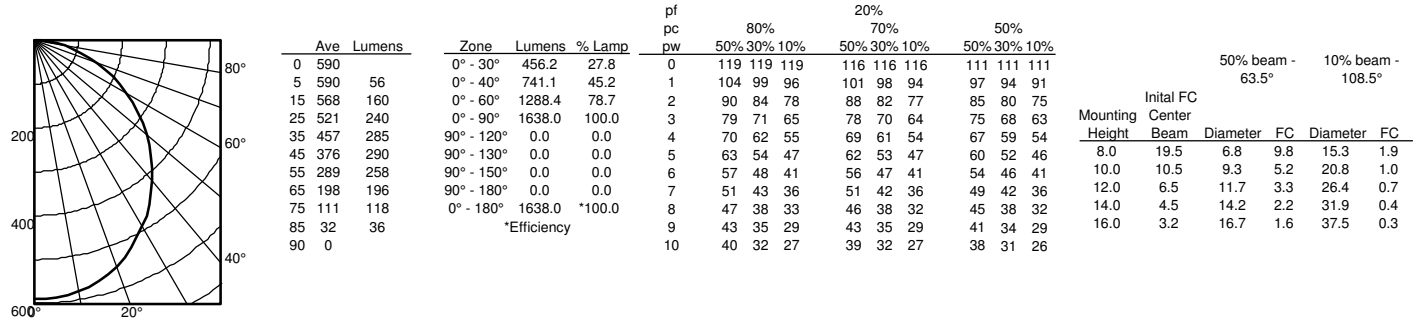 80°
60°
40°
200
400
600
0° 20°
Ave Lumens
0 590
5 590 56
15 568 160
25 521 240
35 457 285
45 376 290
55 289 258
65 198 196
75 111 118
85 32 36
90 0
Zone Lumens % Lamp
0° - 30° 456.2 27.8
0° - 40° 741.1 45.2
0° - 60° 1288.4 78.7
0° - 90° 1638.0 100.0
90° - 120° 0.0 0.0
90° - 130° 0.0 0.0
90° - 150° 0.0 0.0
90° - 180° 0.0 0.0
0° - 180° 1638.0 *100.0
*Efficiency
pf 20%
pc 80% 70% 50%
pw 50% 30% 10% 50% 30% 10% 50% 30% 10%
0 119 119 119 116 116 116 111 111 111
1 104 99 96 101 98 94 97 94 91
2 90 84 78 88 82 77 85 80 75
3 79 71 65 78 70 64 75 68 63
4 70 62 55 69 61 54 67 59 54
5 63 54 47 62 53 47 60 52 46
6 57 48 41 56 47 41 54 46 41
7 51 43 36 51 42 36 49 42 36
8 47 38 33 46 38 32 45 38 32
9 43 35 29 43 35 29 41 34 29
10 40 32 27 39 32 27 38 31 26
50% beam - 10% beam -
63.5° 108.5°
Inital FC
Mounting Center
Height Beam Diameter FC Diameter FC
8.0 19.5 6.8 9.8 15.3 1.9
10.0 10.5 9.3 5.2 20.8 1.0
12.0 6.5 11.7 3.3 26.4 0.7
14.0 4.5 14.2 2.2 31.9 0.4
16.0 3.2 16.7 1.6 37.5 0.3